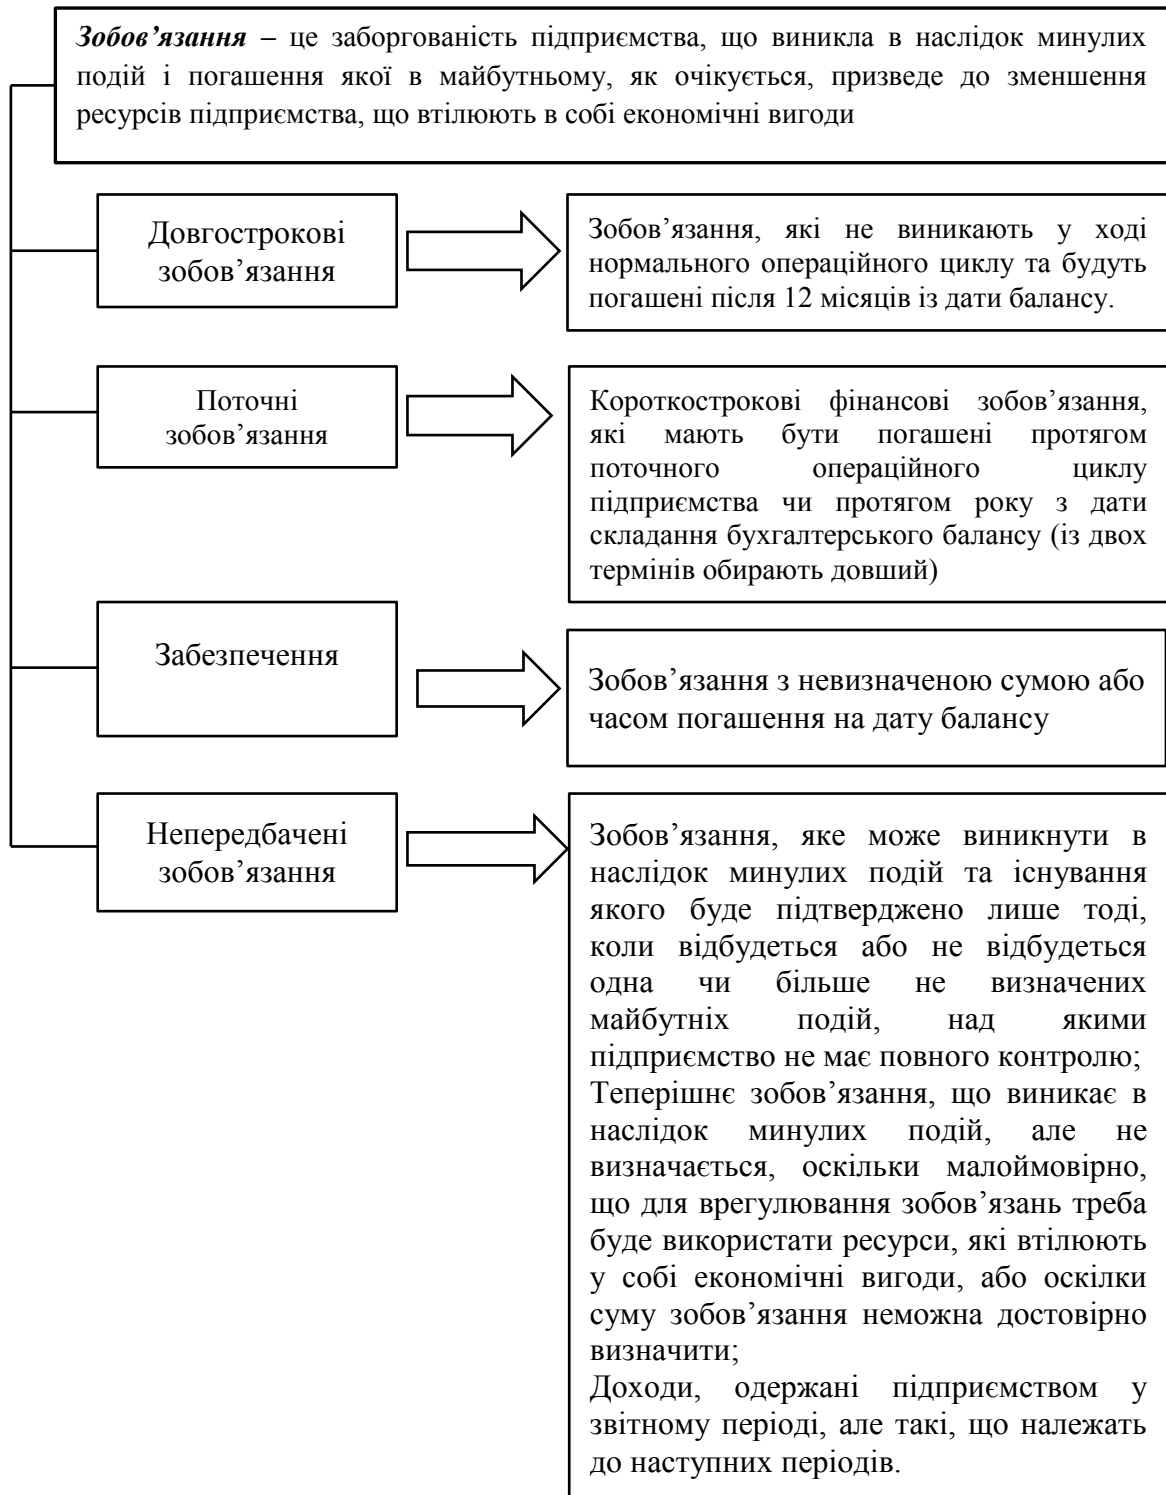 Зобов’язання – це заборгованість підприємства, що виникла в наслідок минулих
подій і погашення якої в майбутньому, як очікується, призведе до зменшення
ресурсів підприємства, що втілюють в собі економічні вигоди
Довгострокові
зобов’язання
Зобов’язання, які не виникають у ході
нормального операційного циклу та будуть
погашені після 12 місяців із дати балансу.
Поточні
зобов’язання
Короткострокові фінансові зобов’язання,
які мають бути погашені протягом
поточного операційного циклу
підприємства чи протягом року з дати
складання бухгалтерського балансу (із двох
термінів обирають довший)
Забезпечення
Зобов’язання з невизначеною сумою або
часом погашення на дату балансу
Непередбачені
зобов’язання
Зобов’язання, яке може виникнути в
наслідок минулих подій та існування
якого буде підтверджено лише тоді,
коли відбудеться або не відбудеться
одна чи більше не визначених
майбутніх подій, над якими
підприємство не має повного контролю;
Теперішнє зобов’язання, що виникає в
наслідок минулих подій, але не
визначається, оскільки малоймовірно,
що для врегулювання зобов’язань треба
буде використати ресурси, які втілюють
у собі економічні вигоди, або оскілки
суму зобов’язання неможна достовірно
визначити;
Доходи, одержані підприємством у
звітному періоді, але такі, що належать
до наступних періодів.